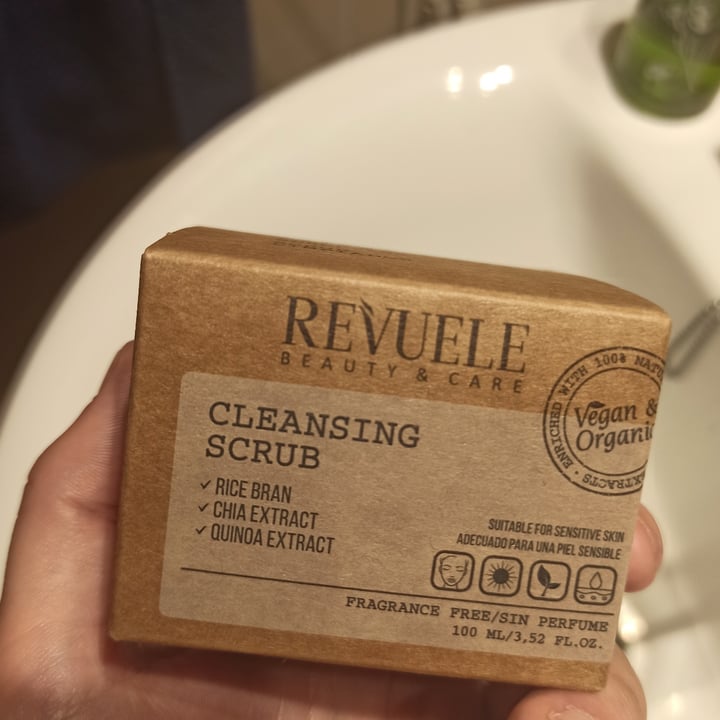 REVUELE
BEAUTY & CARE
CLEANSING
SCRUB
RICE BRAN
CHIA EXTRACT
QUINOA EXTRACT
ENRICHED WITH 100%
Vegan &
Organic
EXTRACTS
SUITABLE FOR SENSITIVE SKIN
ADECUADO PARA UNA PIEL SENSIBLE
FRAGRANCE FREE/SIN PERFUME
100 ML/3,52 FL.OZ.